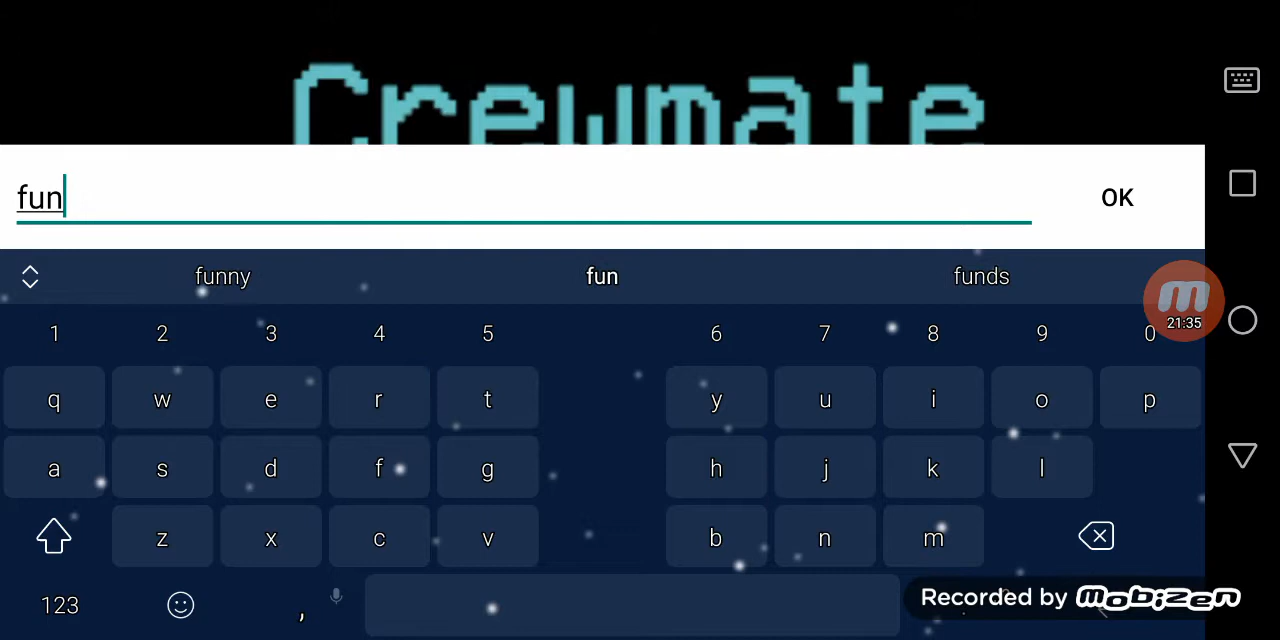 Crewmate
fun
OK
funny fun funds
21:35
1 2 3 4 5 6 7 8 9 0
q w e r t y u i o p
a s d f g h j k l
z x c v b n m
123 ,
Recorded by mobizen